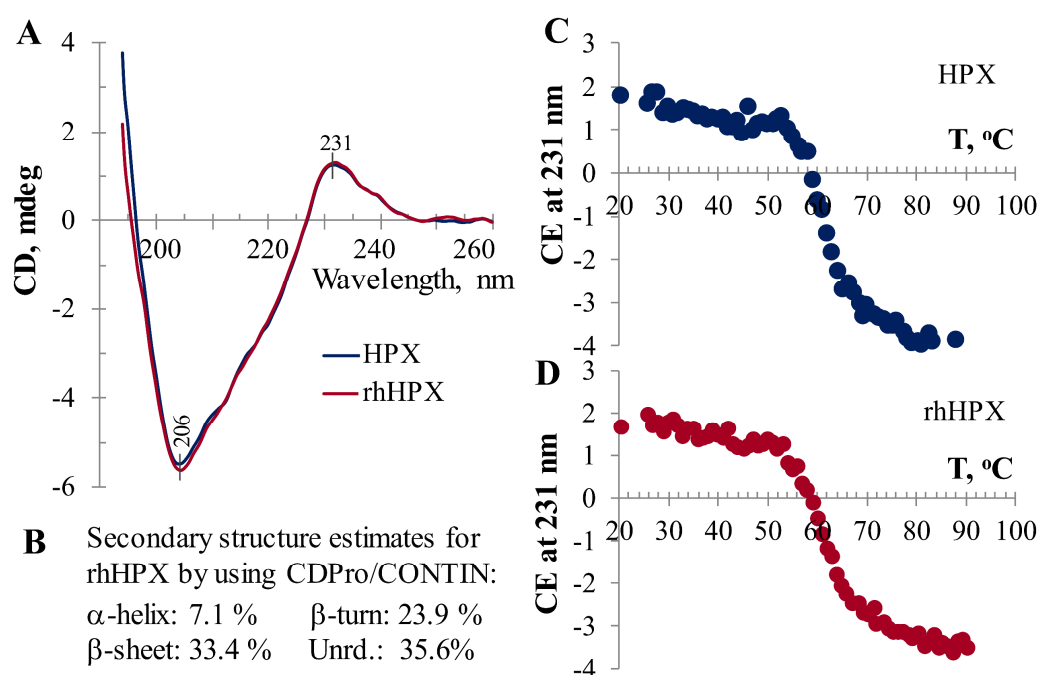 A
CD, mdeg
4
2
0
-2
-4
-6
231
200
220
240
260
Wavelength, nm
HPX
rhHPX
206
B
Secondary structure estimates for
rhHPX by using CDPro/CONTIN:
α-helix: 7.1 % β-turn: 23.9 %
β-sheet: 33.4 % Unrd.: 35.6%
C
CE at 231 nm
3
2
1
0
-1
-2
-3
-4
HPX
T, ºC
20 30 40 50 60 70 80 90 100
D
CE at 231 nm
3
2
1
0
-1
-2
-3
-4
rhHPX
T, ºC
20 30 40 50 60 70 80 90 100